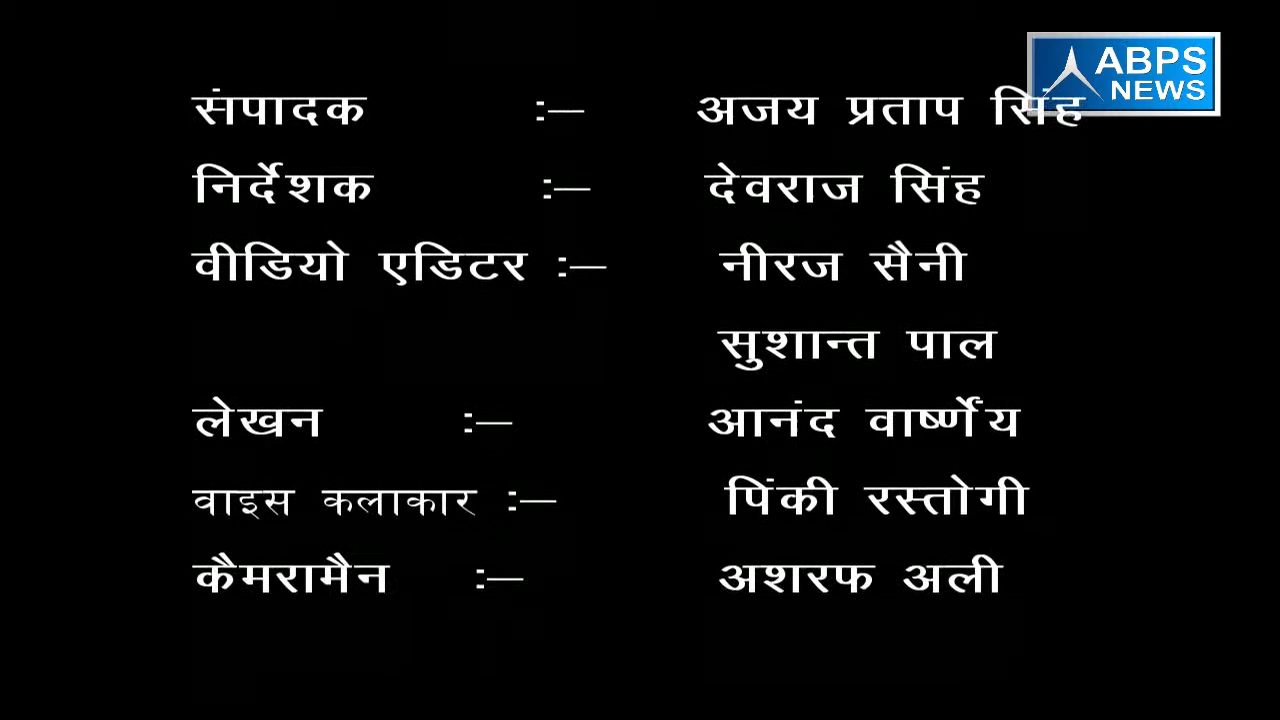 ABPS
NEWS
संपादक :— अजय प्रताप सिंह
निर्देशक :— देवराज सिंह
वीडियो एडिटर :— नीरज सैनी
सुशान्त पाल
लेखन :— आनंद वार्ष्णेंय
वाइस कलाकार :— पिंकी रस्तोगी
कैमरामैन :— अशरफ अली